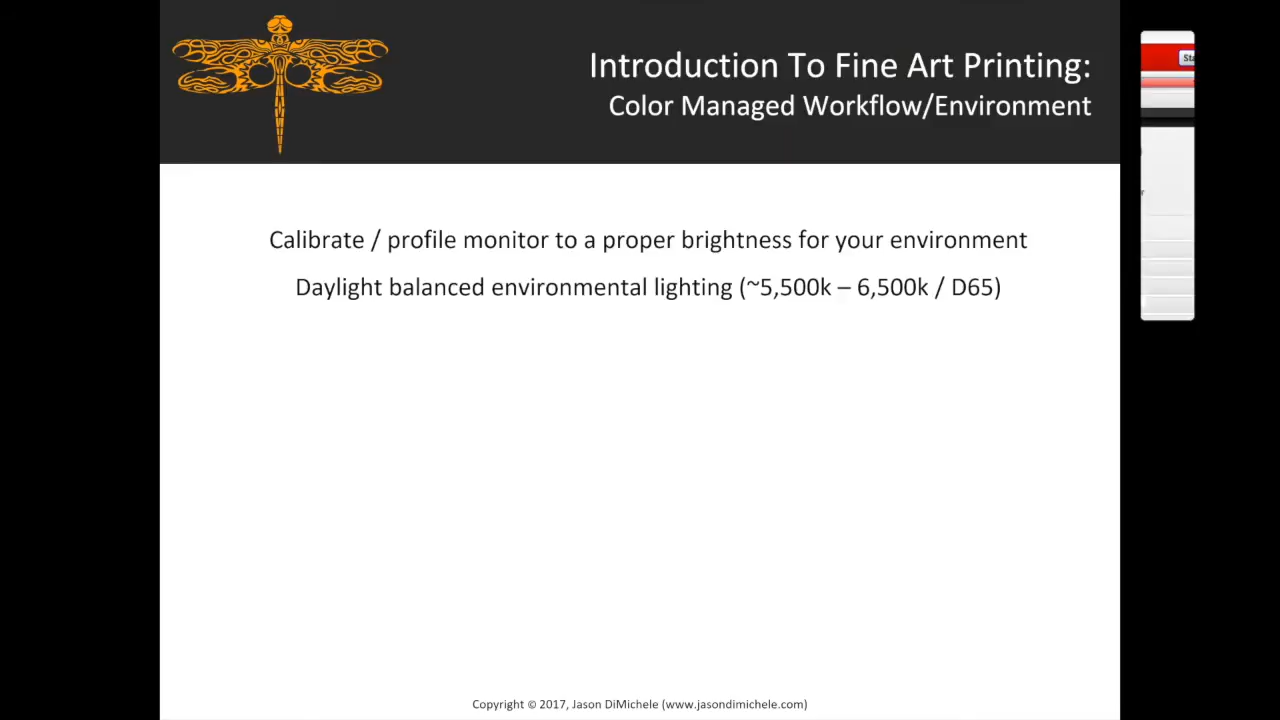 Introduction To Fine Art Printing:
Color Managed Workflow/Environment
Calibrate / profile monitor to a proper brightness for your environment
Daylight balanced environmental lighting (~5,500k – 6,500k / D65)
Copyright © 2017, Jason DiMichele (www.jasondimichele.com)